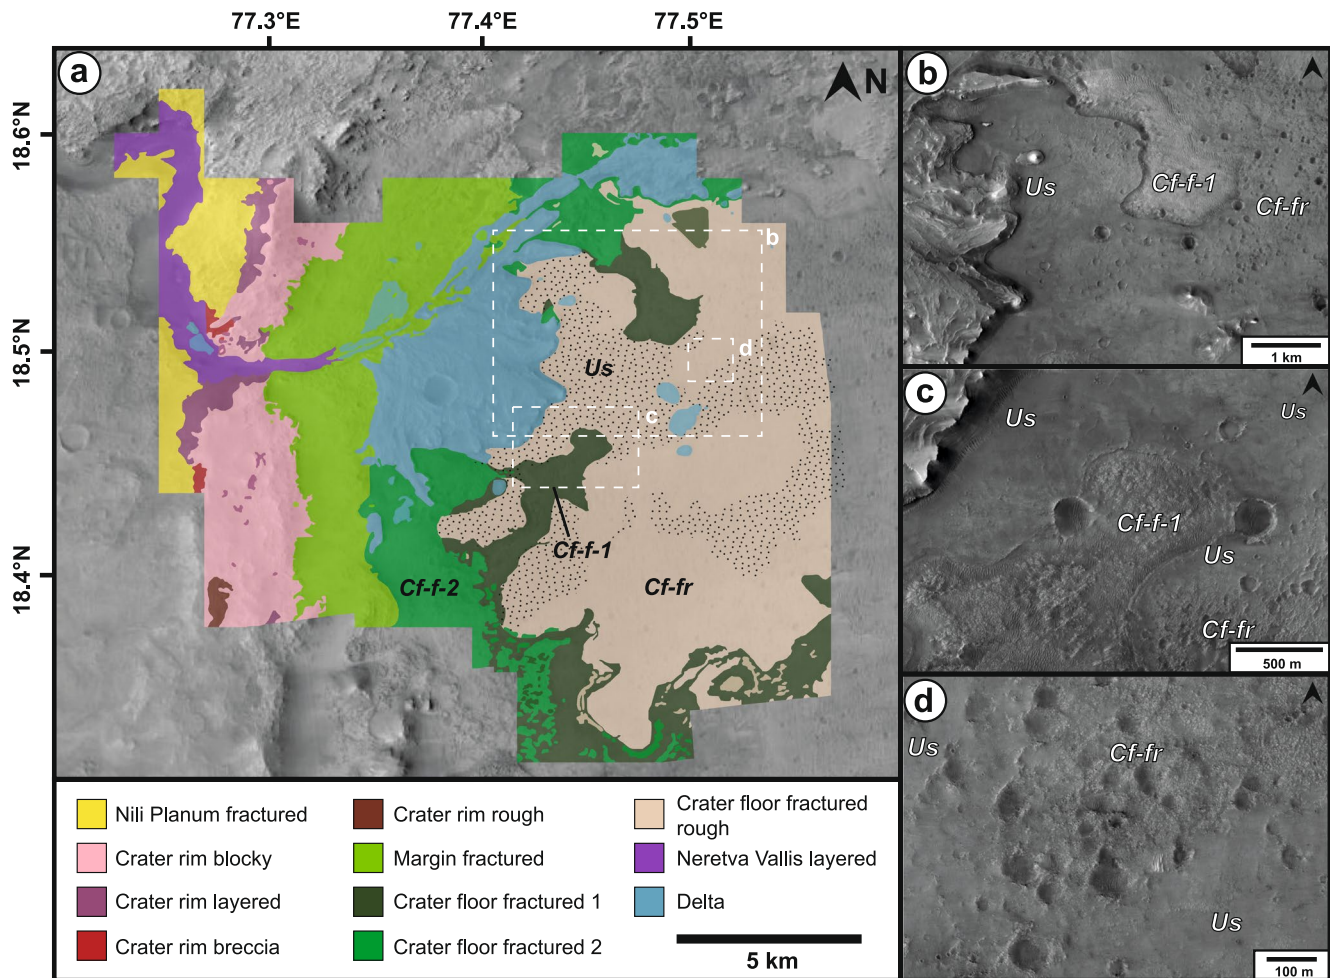 77.3°E
77.4°E
77.5°E
18.6°N
18.5°N
18.4°N
a
N
b
d
c
Us
Cf-f-1
Cf-f-2
Cf-fr
b
Us
Cf-f-1
Cf-fr
1 km
c
Us
Us
Cf-f-1
Us
Cf-fr
500 m
d
Us
Cf-fr
Us
100 m
Nili Planum fractured
Crater rim blocky
Crater rim layered
Crater rim breccia
Crater rim rough
Margin fractured
Crater floor fractured 1
Crater floor fractured 2
Crater floor fractured
rough
Neretva Vallis layered
Delta
5 km